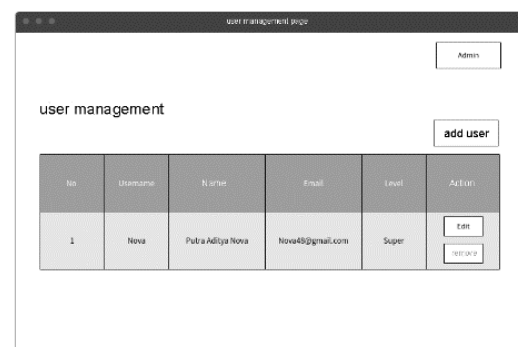 user management page
Admin
user management
add user
No Username Name Email Level Action
1 Nova Putra Aditya Nova Nova48@gmail.com Super Edit
remove